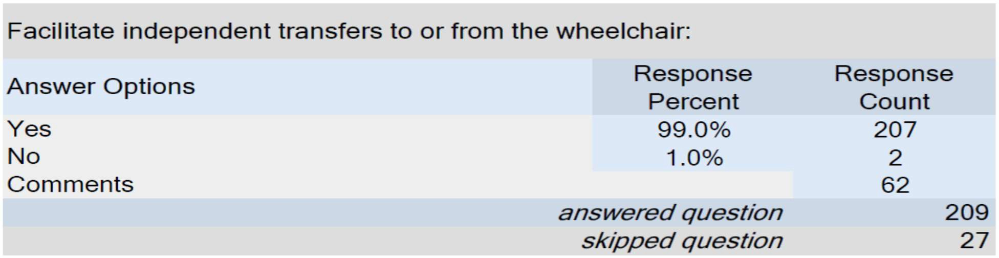 Facilitate independent transfers to or from the wheelchair:
Answer Options Response Percent Response Count
Yes 99.0% 207
No 1.0% 2
Comments 62
answered question 209
skipped question 27